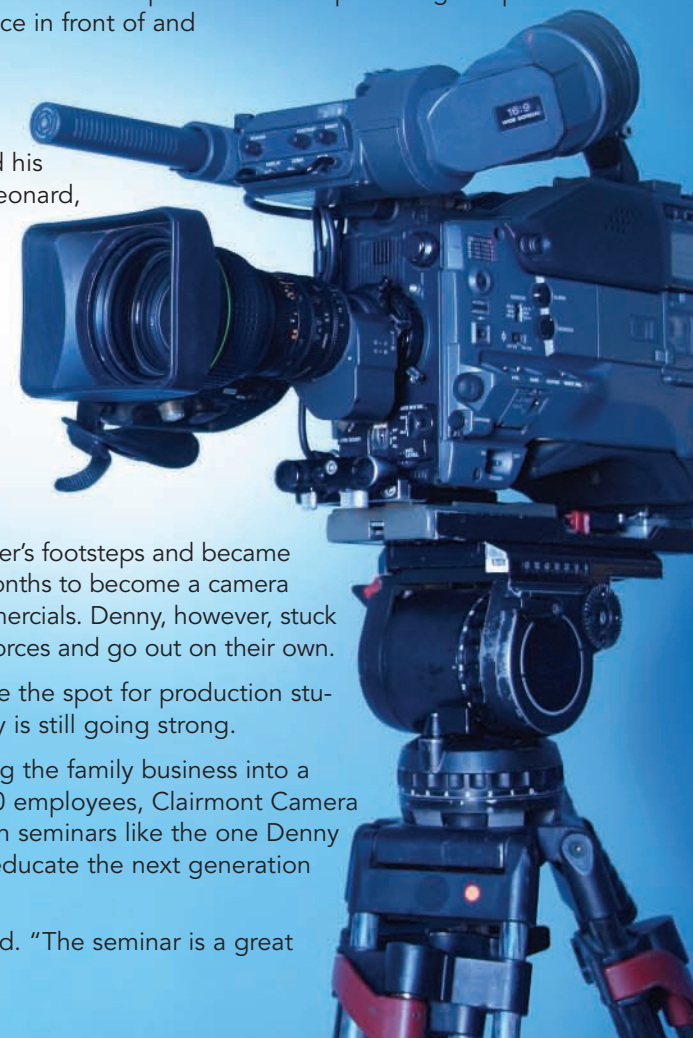 ce in front of and
d his
eonard,
16:9
WIDE SCREEN
er’s footsteps and became
onths to become a camera
mercials. Denny, however, stuck
orces and go out on their own.
e the spot for production stu-
y is still going strong.
g the family business into a
0 employees, Clairmont Camera
n seminars like the one Denny
educate the next generation
d. “The seminar is a great